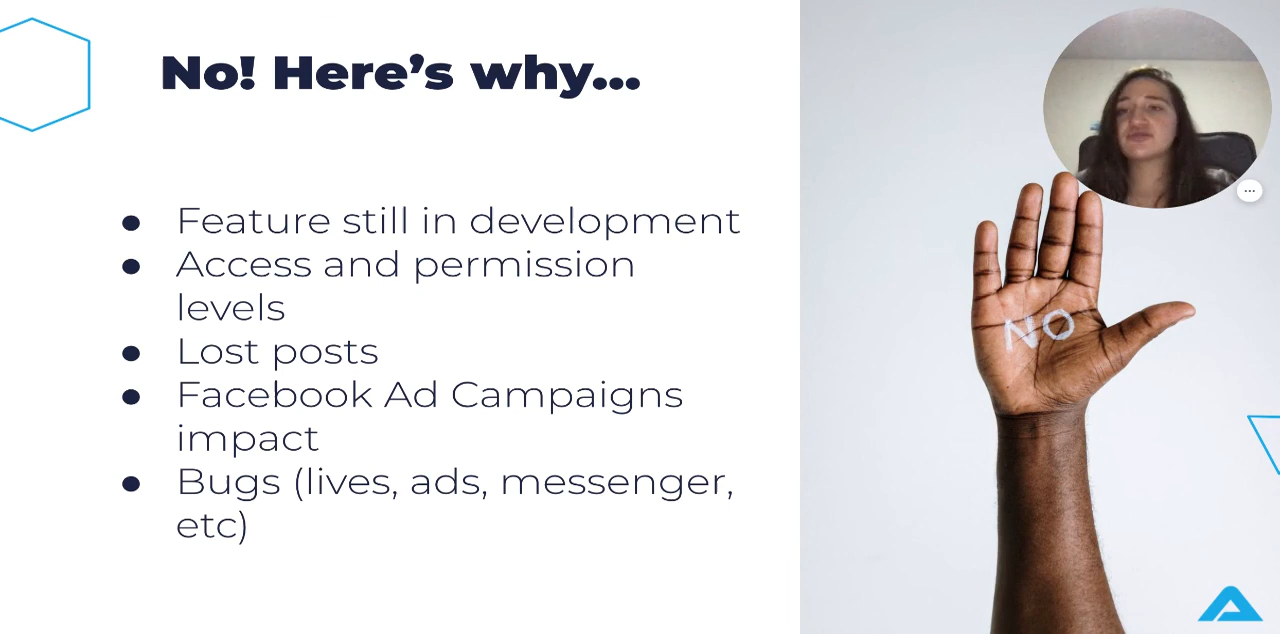 No! Here’s why...
● Feature still in development
● Access and permission
levels
● Lost posts
● Facebook Ad Campaigns
impact
● Bugs (lives, ads, messenger,
etc)
NO